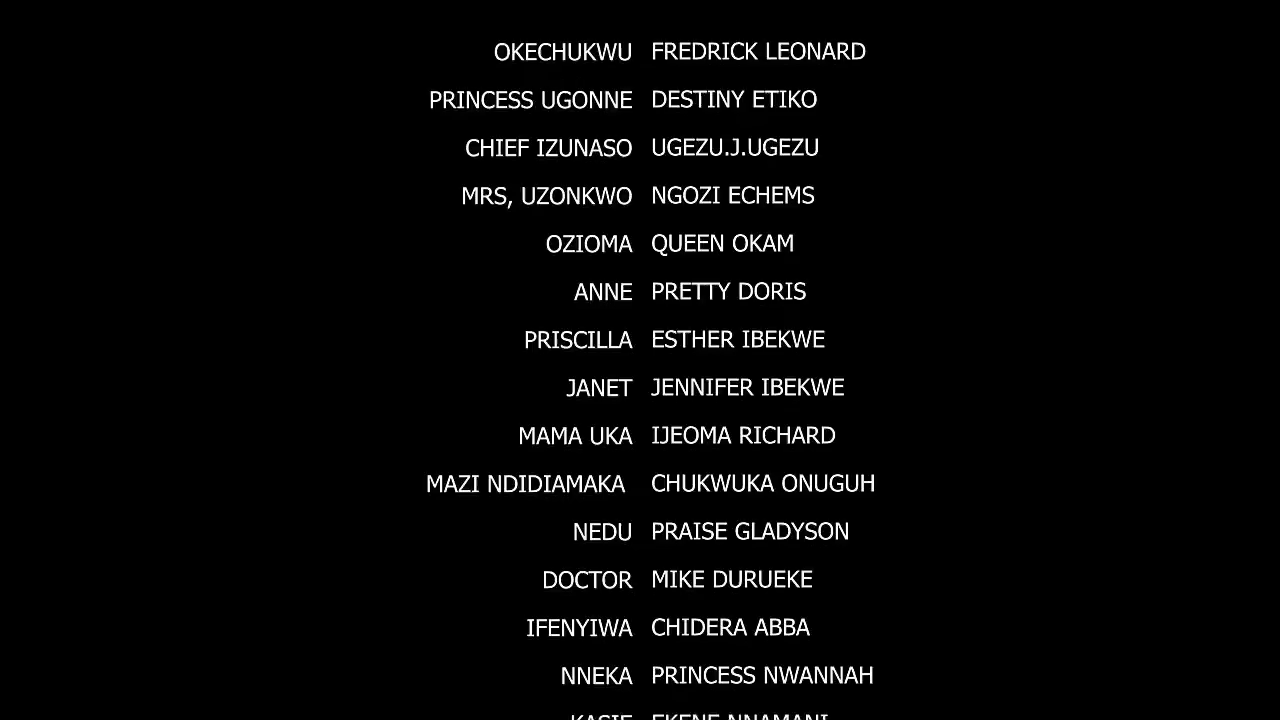 OKECHUKWU FREDRICK LEONARD
PRINCESS UGONNE DESTINY ETIKO
CHIEF IZUNASO UGEZU.J.UGEZU
MRS, UZONKWO NGOZI ECHEMS
OZIOMA QUEEN OKAM
ANNE PRETTY DORIS
PRISCILLA ESTHER IBEKWE
JANET JENNIFER IBEKWE
MAMA UKA IJEOMA RICHARD
MAZI NDIDIAMAKA CHUKWUKA ONUGUH
NEDU PRAISE GLADYSON
DOCTOR MIKE DURUEKE
IFENYIWA CHIDERA ABBA
NNEKA PRINCESS NWANNAH